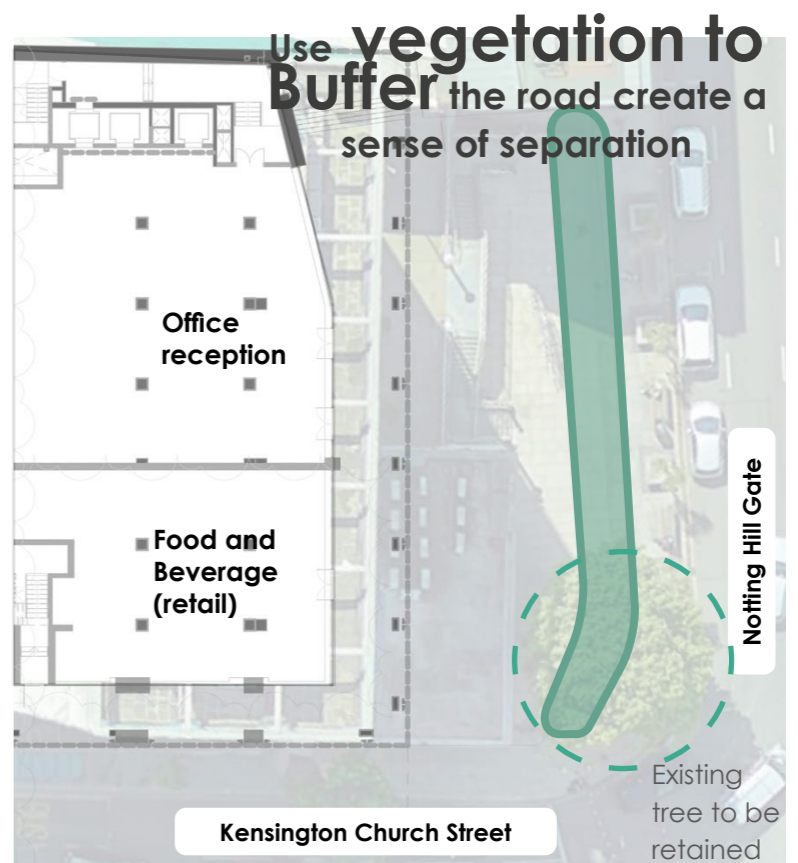 Use vegetation to
Buffer the road create a
sense of separation
Office
reception
Food and
Beverage
(retail)
Notting Hill Gate
Existing
tree to be
retained
Kensington Church Street